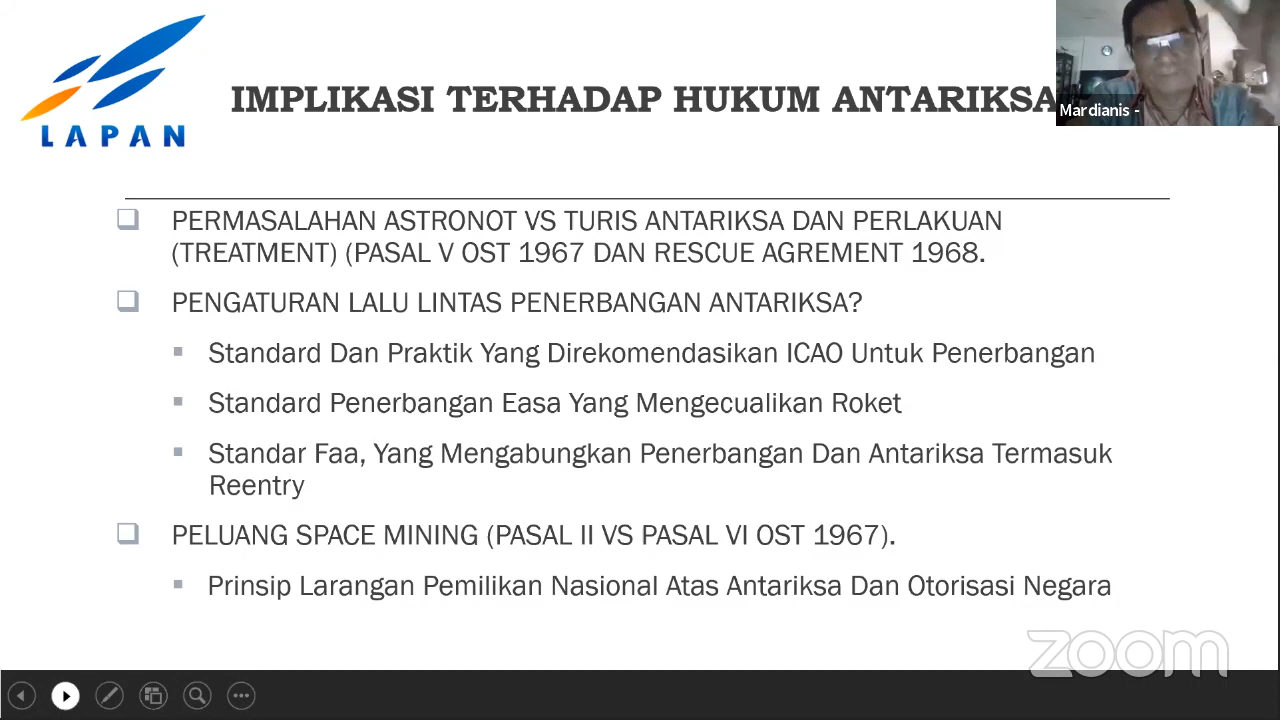 LAPAN
IMPLIKASI TERHADAP HUKUM ANTARIKSA
Mardianis -
PERMASALAHAN ASTRONOT VS TURIS ANTARIKSA DAN PERLAKUAN
(TREATMENT) (PASAL V OST 1967 DAN RESCUE AGREMENT 1968.
PENGATURAN LALU LINTAS PENERBANGAN ANTARIKSA?
Standard Dan Praktik Yang Direkomendasikan ICAO Untuk Penerbangan
Standard Penerbangan Easa Yang Mengecualikan Roket
Standar Faa, Yang Mengabungkan Penerbangan Dan Antariksa Termasuk
Reentry
PELUANG SPACE MINING (PASAL II VS PASAL VI OST 1967).
Prinsip Larangan Pemilikan Nasional Atas Antariksa Dan Otorisasi Negara
zoom